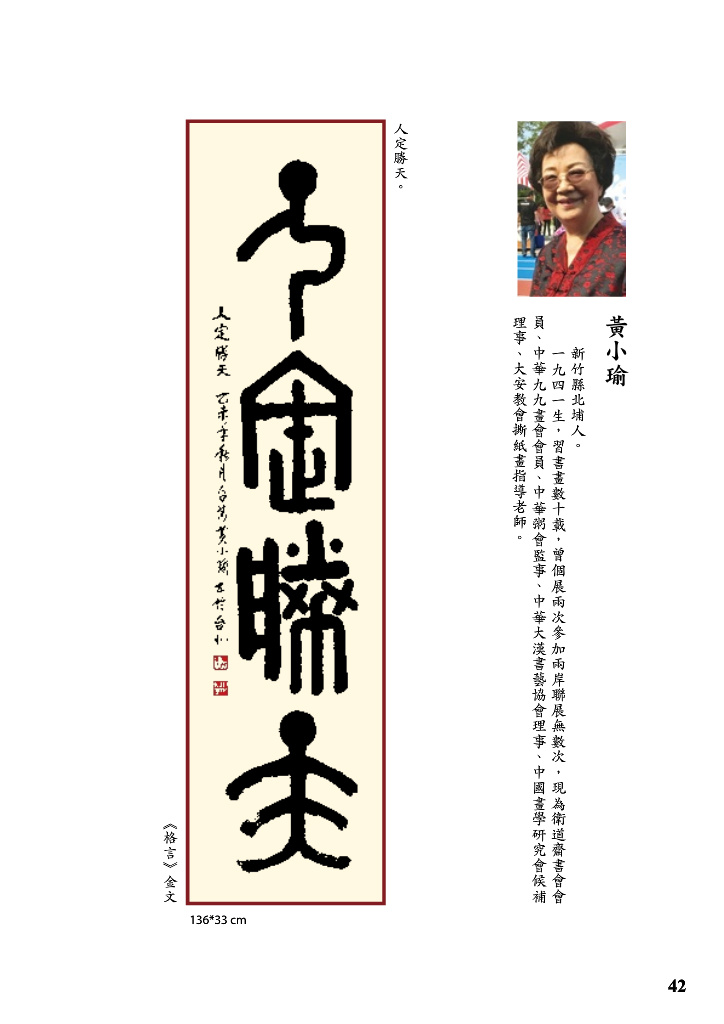 黃小瑜
新竹縣北埔人。
一九四一生，習書畫數十載，曾個展兩次參加兩岸聯展無數次，現為衛道齋書會會
員、中華九九畫會會員、中華粥會監事、中華大漢書藝協會理事、中國畫學研究會候補
理事、大安教會撕紙畫指導老師。
人定勝天。
人定勝天
人定勝天 乙未年秋月 黃小瑜書於台北
《格言》金文
136*33 cm
42